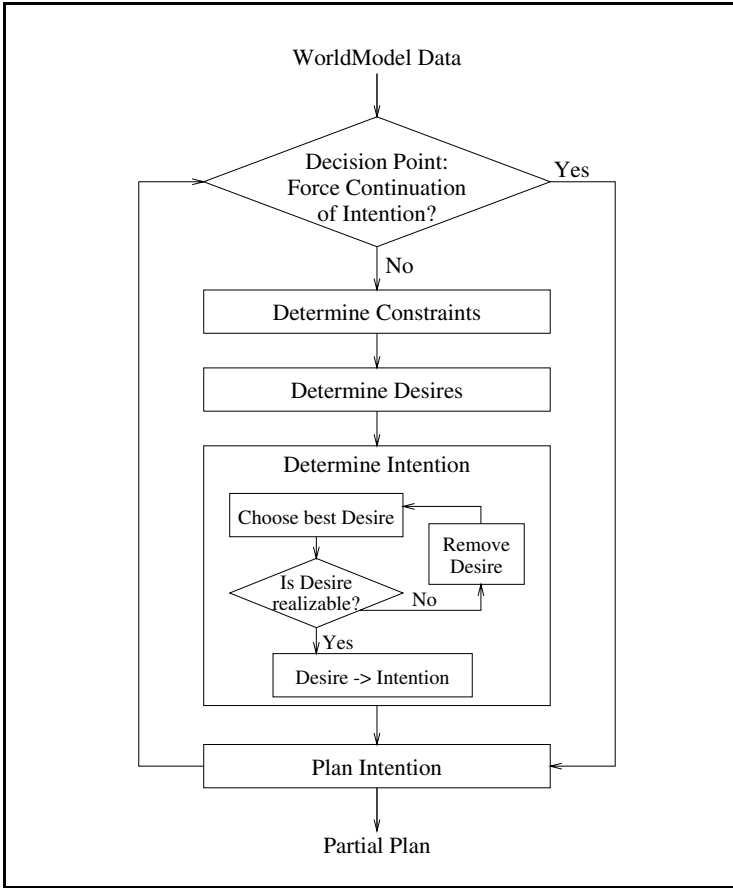 WorldModel Data
Decision Point:
Force Continuation
of Intention?
Yes
No
Determine Constraints
Determine Desires
Determine Intention
Choose best Desire
Remove
Desire
Is Desire
realizable?
No
Yes
Desire -> Intention
Plan Intention
Partial Plan